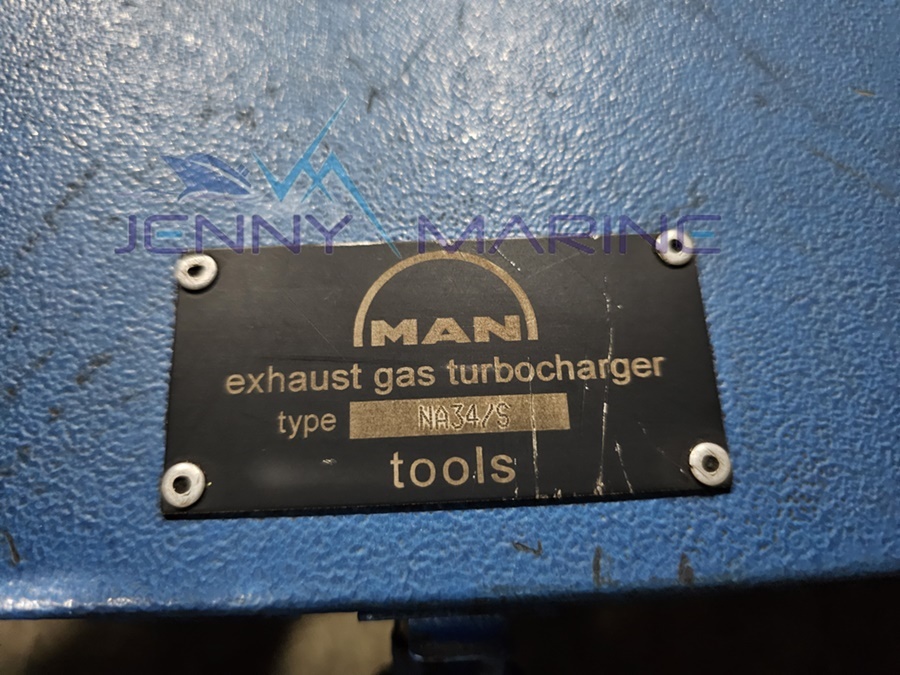 JENNY MARINE
MAN
exhaust gas turbocharger
type NA34/S
tools